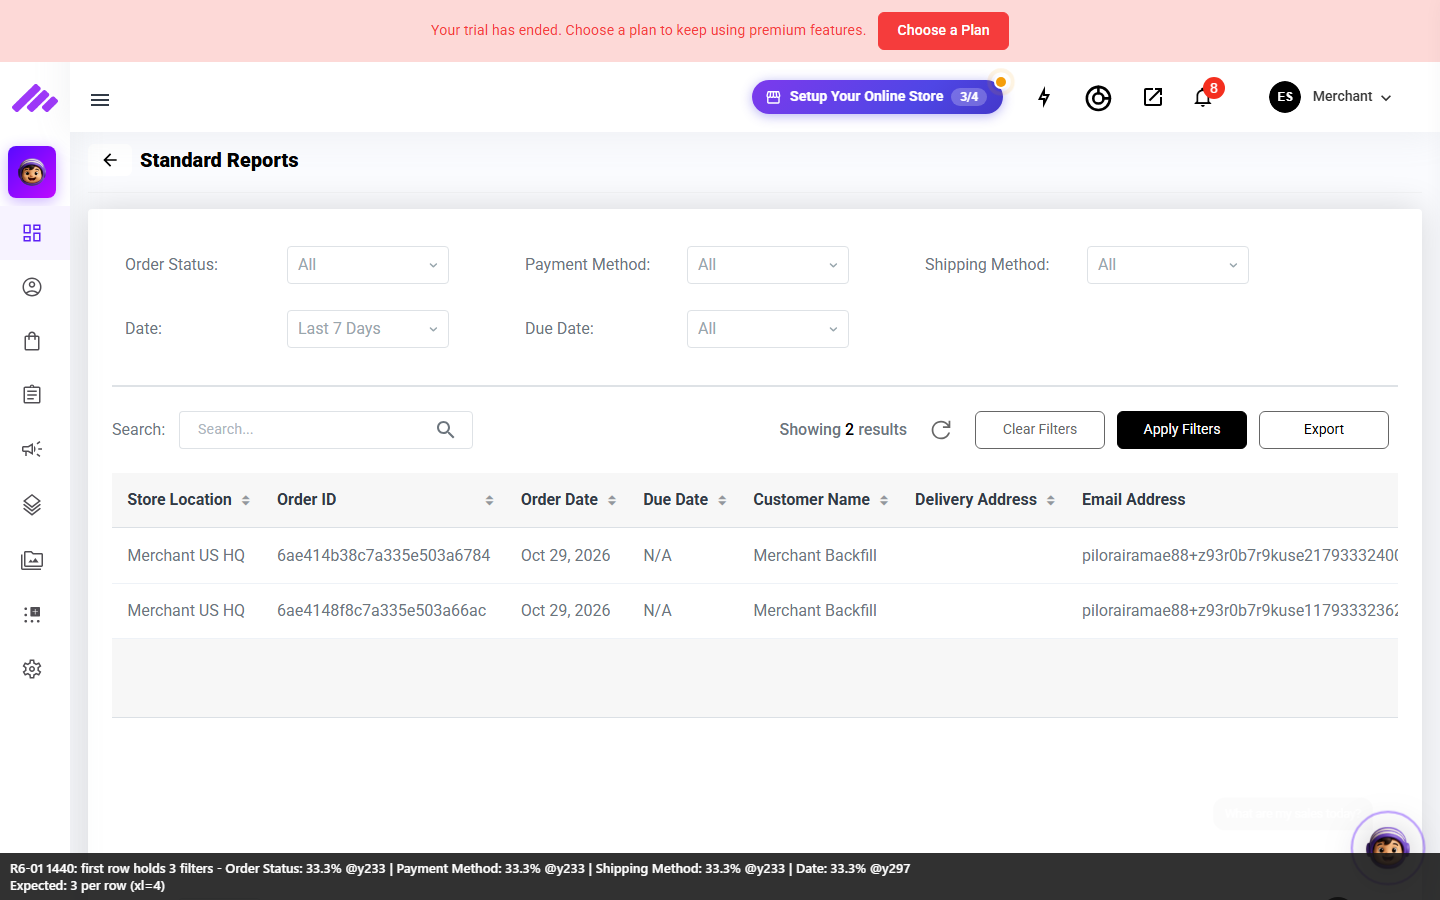 Your trial has ended. Choose a plan to keep using premium features. Choose a Plan
Setup Your Online Store 3/4
8
ES Merchant
Standard Reports
Order Status: All Payment Method: All Shipping Method: All
Date: Last 7 Days Due Date: All
Search: Search... Showing 2 results Clear Filters Apply Filters Export
Store Location Order ID Order Date Due Date Customer Name Delivery Address Email Address
Merchant US HQ 6ae414b38c7a335e503a6784 Oct 29, 2026 N/A Merchant Backfill pilorairamae88+z93r0b7r9kuse2179333240
Merchant US HQ 6ae4148f8c7a335e503a66ac Oct 29, 2026 N/A Merchant Backfill pilorairamae88+z93r0b7r9kuse11793332362
R6-01 1440: first row holds 3 filters - Order Status: 33.3% @y233 | Payment Method: 33.3% @y233 | Shipping Method: 33.3% @y233 | Date: 33.3% @y297
Expected: 3 per row (xl=4)